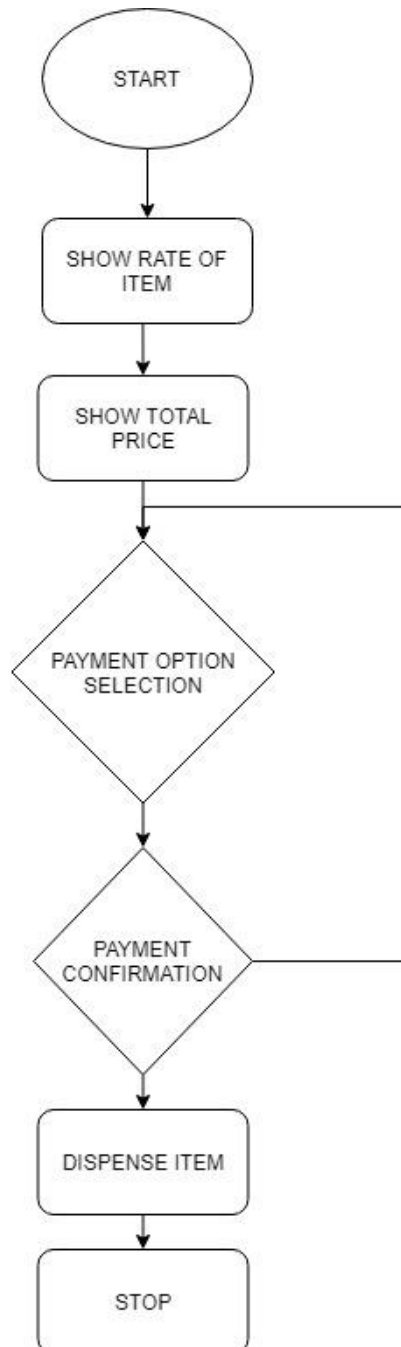 START
SHOW RATE OF
ITEM
SHOW TOTAL
PRICE
PAYMENT OPTION
SELECTION
PAYMENT
CONFIRMATION
DISPENSE ITEM
STOP